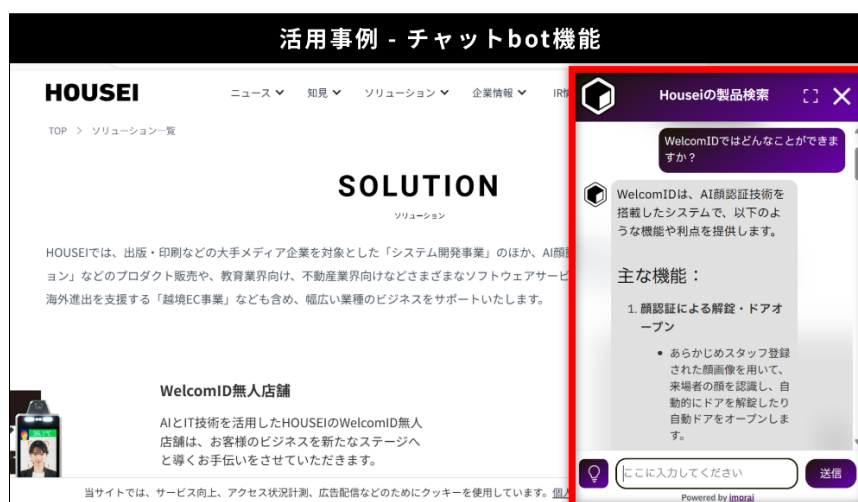 活用事例 - チャットbot機能
HOUSEI
ニュース 知見 ソリューション 企業情報
TOP > ソリューション一覧
SOLUTION
ソリューション
HOUSEIでは、出版・印刷などの大手メディア企業を対象とした「システム開発事業」のほか、AI顔
ョン」などのプロダクト販売や、教育業界向け、不動産業界向けなどさまざまなソフトウェアサービ
海外進出を支援する「越境EC事業」なども含め、幅広い業種のビジネスをサポートいたします。
WelcomID無人店舗
AIとIT技術を活用したHOUSEIのWelcomID無人
店舗は、お客様のビジネスを新たなステージへ
と導くお手伝いをさせていただきます。
当サイトでは、サービス向上、アクセス状況計測、広告配信などのためにクッキーを使用しています。
Houseiの製品検索
WelcomIDではどんなことができま
すか？
WelcomIDは、AI顔認証技術を
搭載したシステムで、以下のよ
うな機能や利点を提供します。
主な機能：
1. 顔認証による解錠・ドアオ
ープン
• あらかじめスタッフ登録
された顔画像を用いて、
来場者の顔を認識し、自
動的にドアを解錠したり
自動ドアをオープンしま
す。
ここに入力してください
送信
Powered by imprai